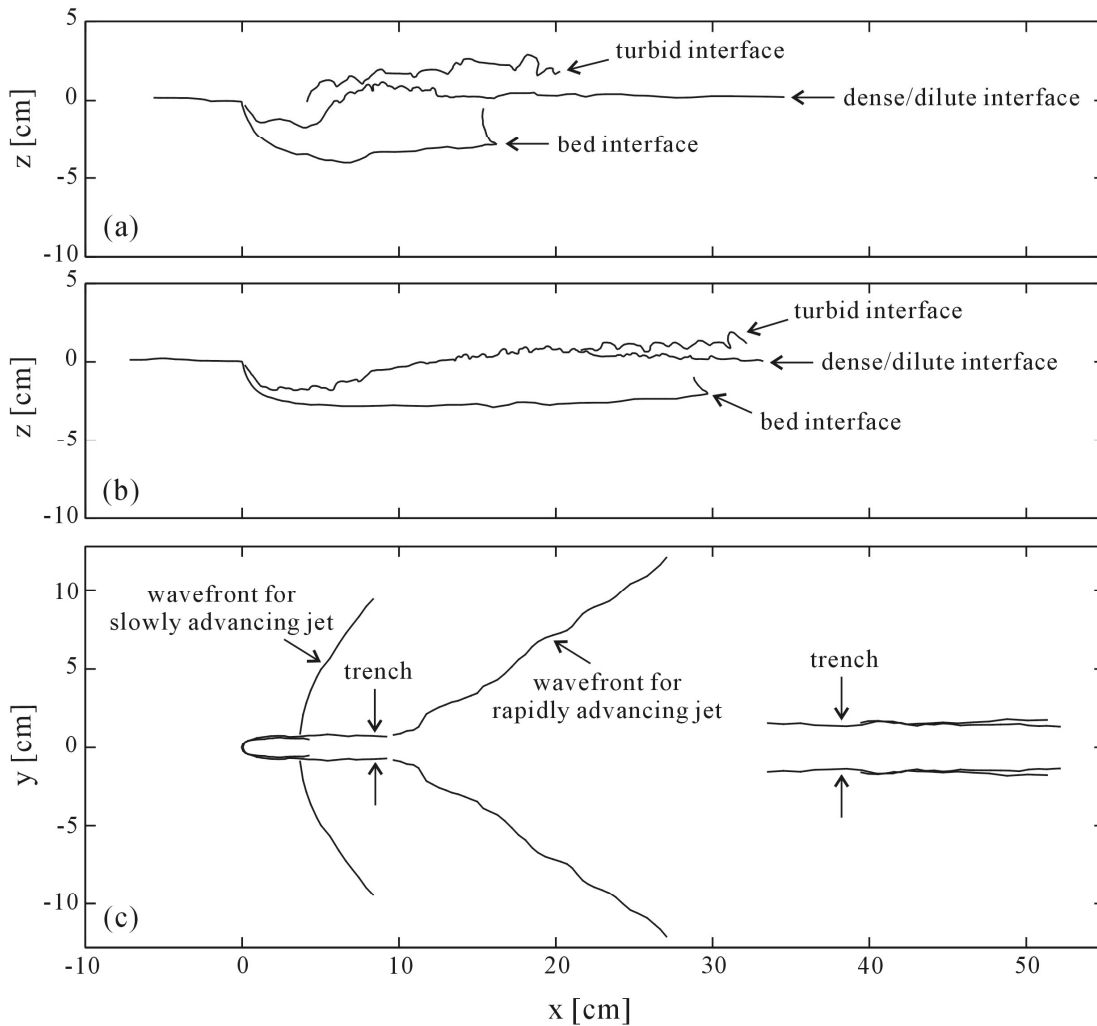 5
turbid interface
0
dense/dilute interface
z [cm]
bed interface
-5
(a)
-10
5
turbid interface
0
dense/dilute interface
z [cm]
bed interface
-5
(b)
-10
10
wavefront for
slowly advancing jet
5
trench
trench
wavefront for
rapidly advancing jet
y [cm]
0
-5
-10
(c)
-10
0
10
20
30
40
50
x [cm]